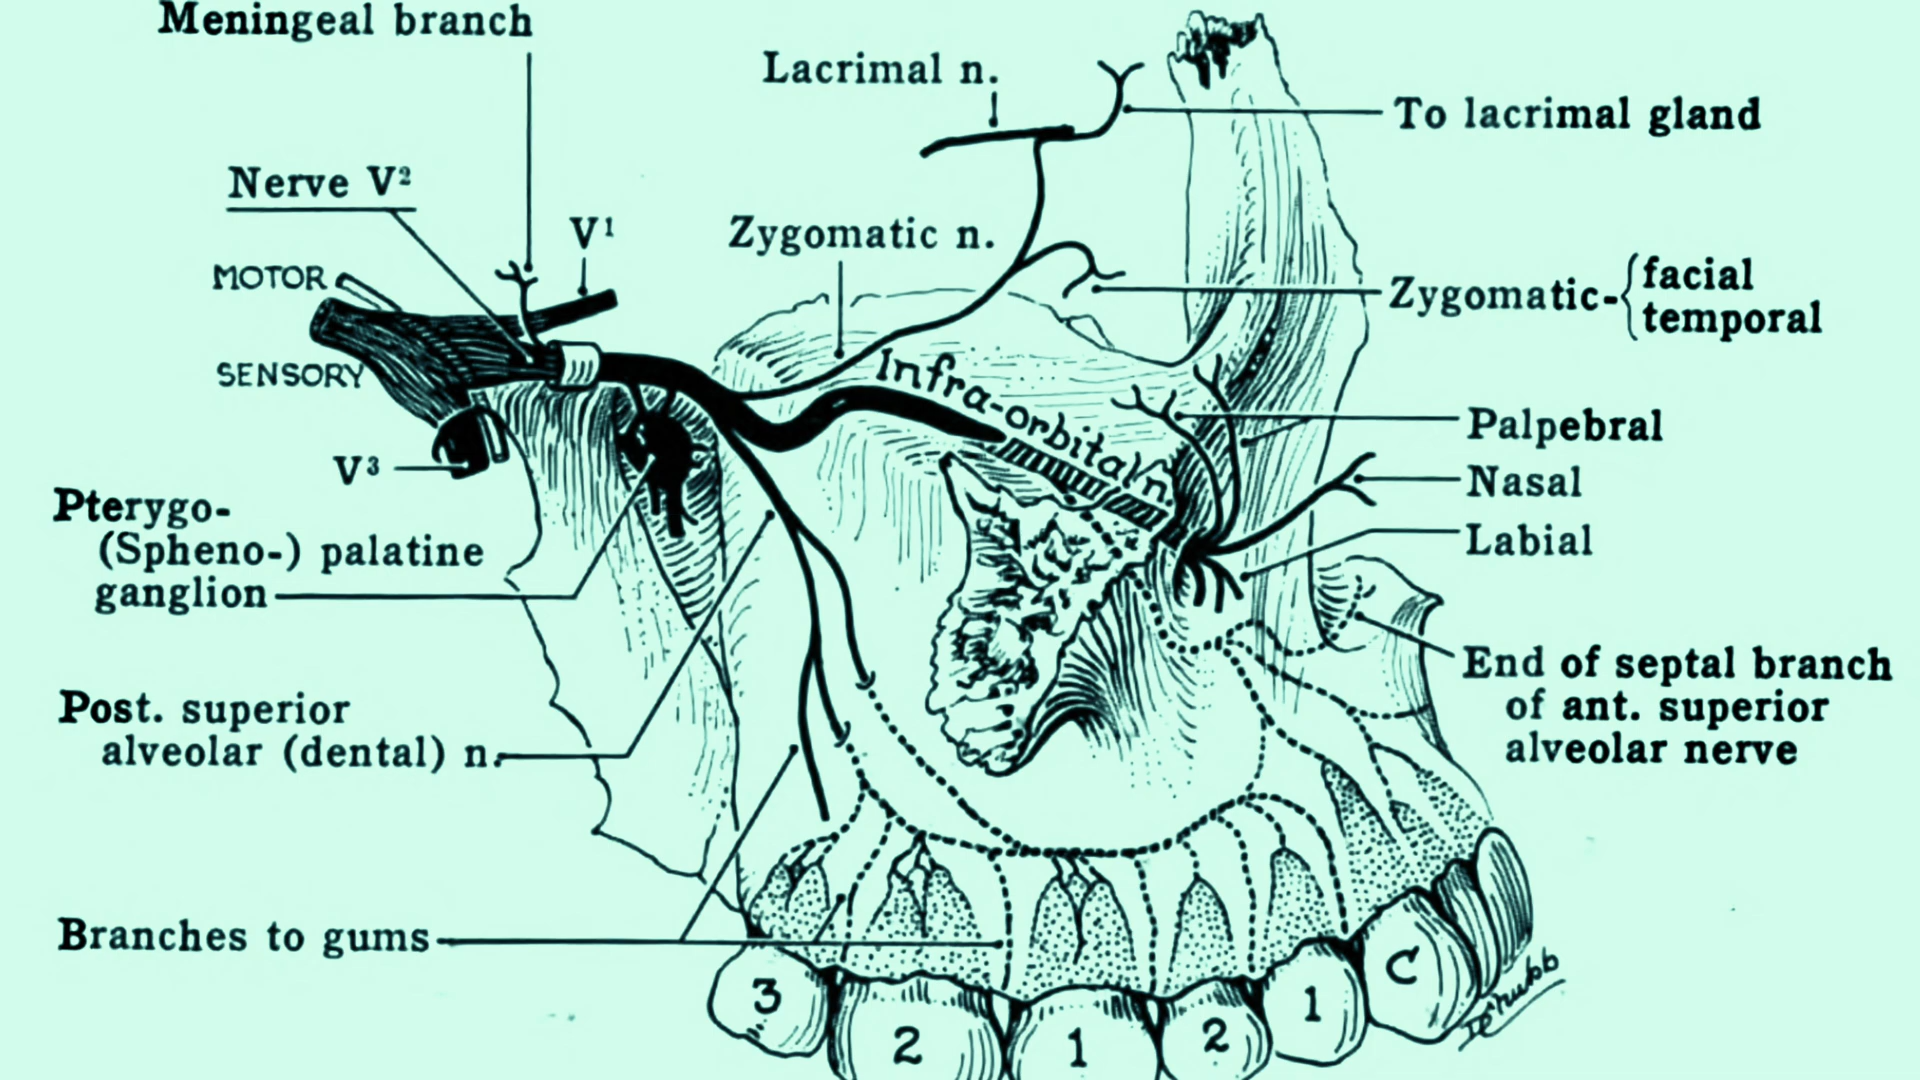 Meningeal branch
Lacrimal n.
To lacrimal gland
Nerve V²
V¹
Zygomatic n.
MOTOR
Zygomatic-{facial
temporal
SENSORY
Infra-orbital n.
Palpebral
V³
Nasal
Pterygo-
(Spheno-) palatine
ganglion
Labial
End of septal branch
of ant. superior
alveolar nerve
Post. superior
alveolar (dental) n.
Branches to gums
3
2
1
2
1
C